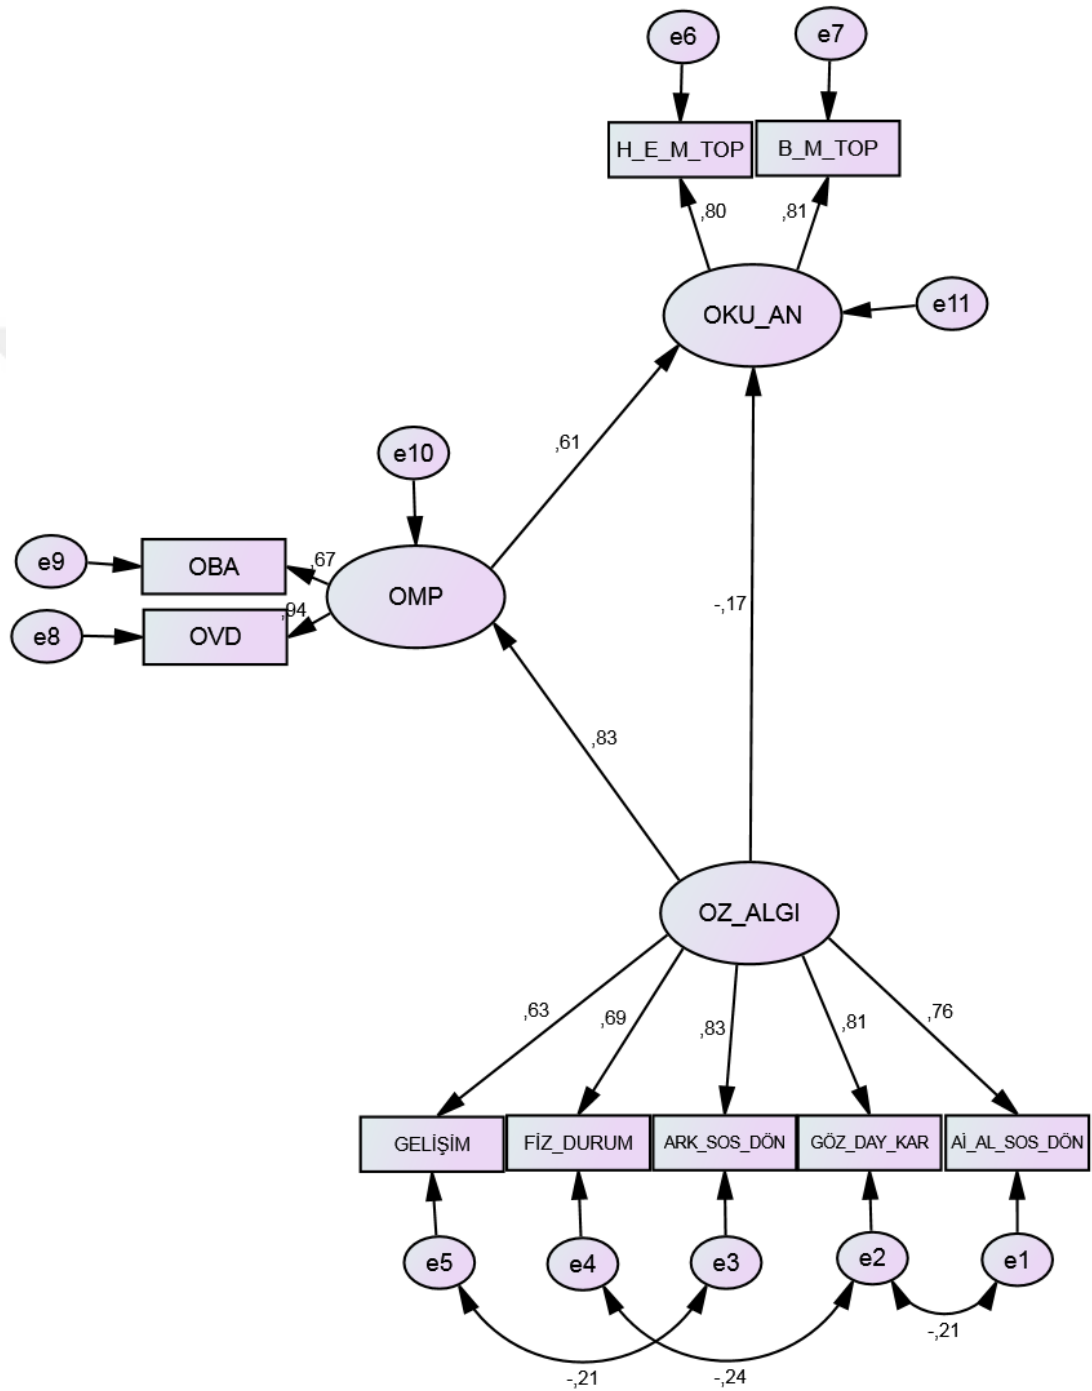 e6
e7
H_E_M_TOP
B_M_TOP
,80
,81
OKU_AN
e11
,61
e10
e9
OBA
,67
OMP
e8
OVD
,94
-,17
,83
OZ_ALGI
,63
,69
,83
,81
,76
GELİŞİM
FİZ_DURUM
ARK_SOS_DÖN
GÖZ_DAY_KAR
Aİ_AL_SOS_DÖN
e5
e4
e3
e2
e1
-,21
-,24
-,21